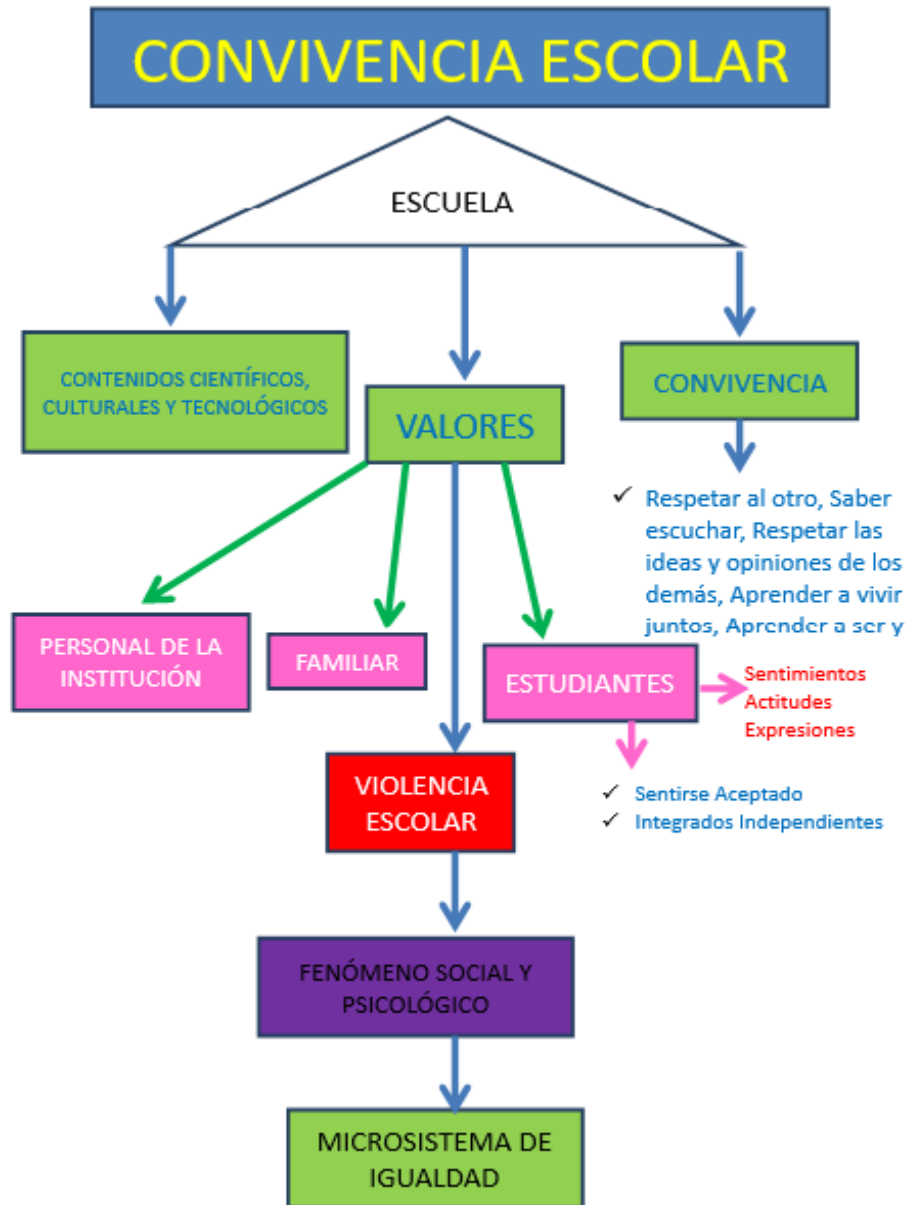 CONVIVENCIA ESCOLAR
ESCUELA
CONTENIDOS CIENTÍFICOS,
CULTURALES Y TECNOLÓGICOS
VALORES
CONVIVENCIA
✓ Respetar al otro, Saber
escuchar, Respetar las
ideas y opiniones de los
demás, Aprender a vivir
juntos, Aprender a ser y
PERSONAL DE LA
INSTITUCIÓN
FAMILIAR
ESTUDIANTES
Sentimientos
Actitudes
Expresiones
✓ Sentirse Aceptado
✓ Integrados Independientes
VIOLENCIA
ESCOLAR
FENÓMENO SOCIAL Y
PSICOLÓGICO
MICROSISTEMA DE
IGUALDAD